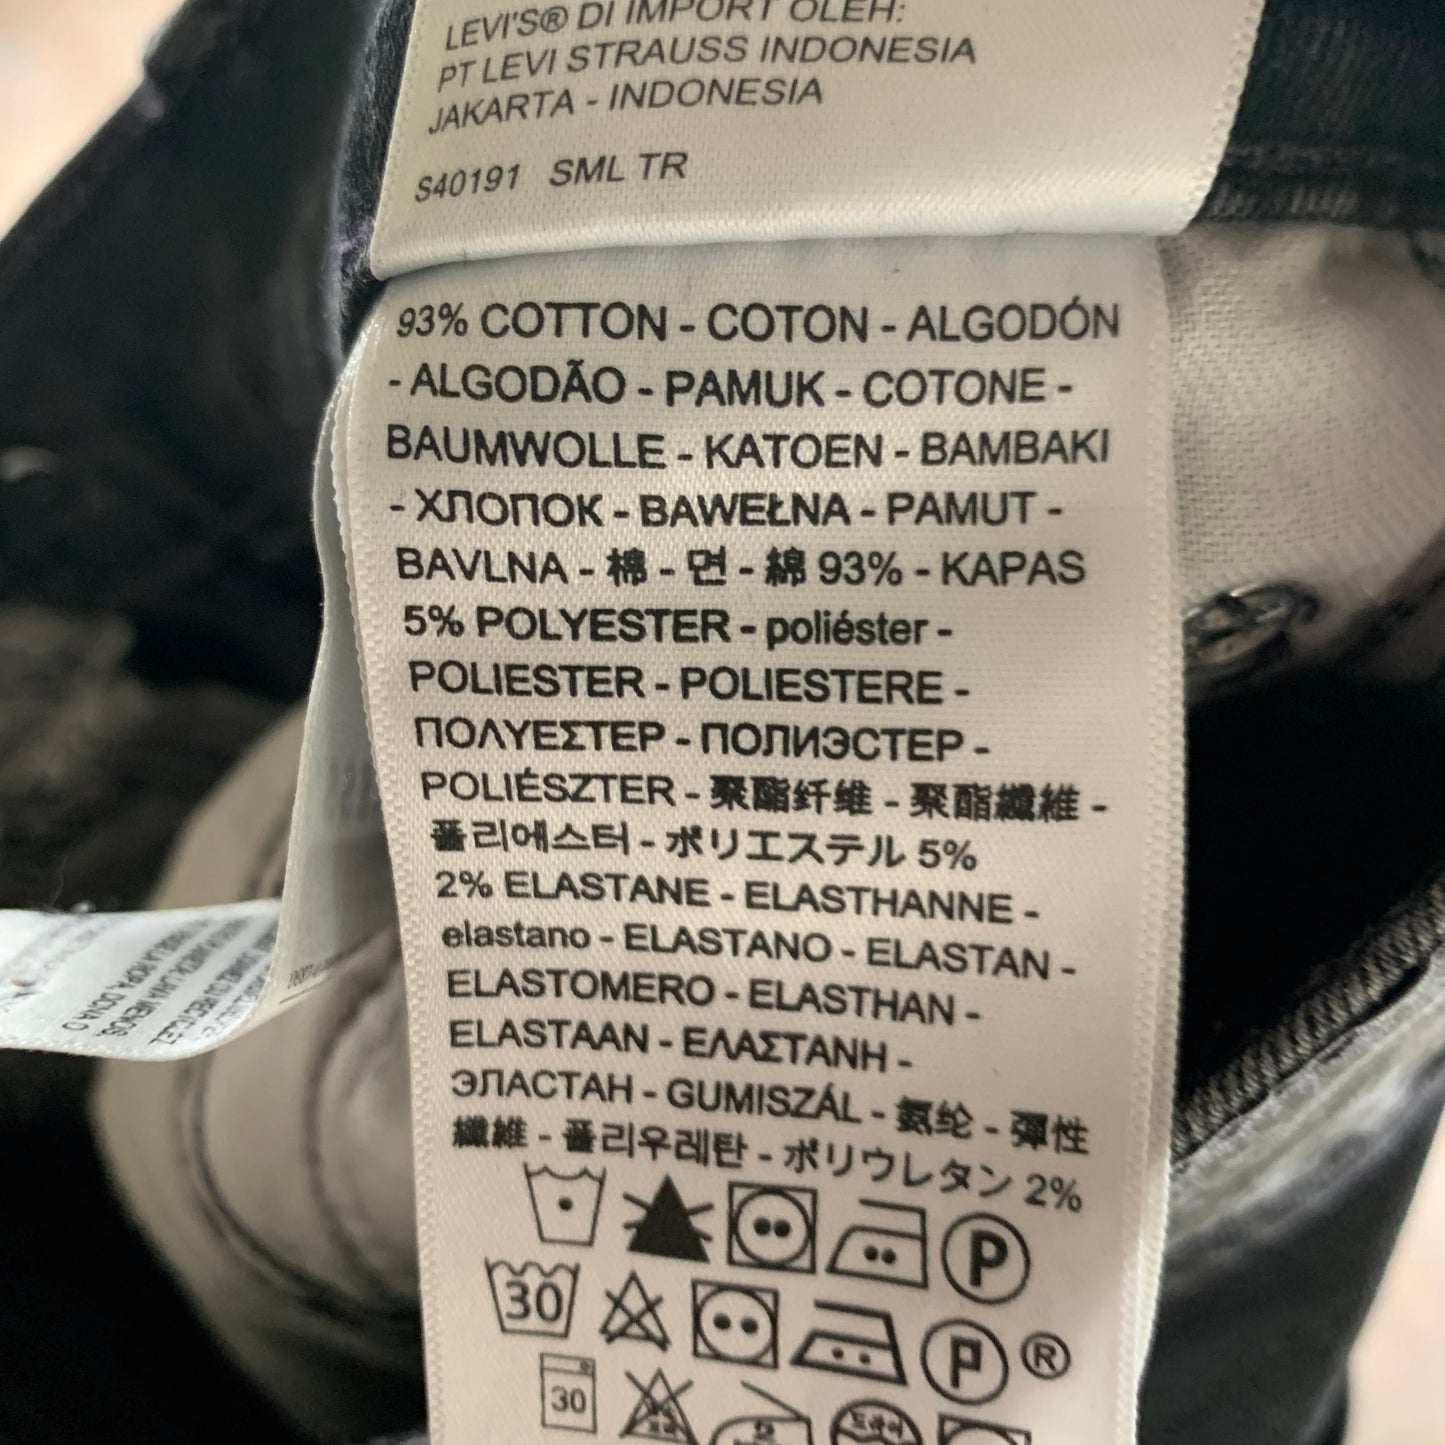 LEVI'S® DI IMPORT OLEH:
PT LEVI STRAUSS INDONESIA
JAKARTA - INDONESIA
S40191 SML TR
93% COTTON - COTON - ALGODÓN
- ALGODÃO - PAMUK - COTONE -
BAUMWOLLE - KATOEN - BAMBAKI
- ХЛОПОК - BAWEŁNA - PAMUT -
BAVLNA - 棉 - 면 - 綿 93% - KAPAS
5% POLYESTER - poliéster -
POLIESTER - POLIESTERE -
ΠΟΛΥΕΣΤΕΡ - ПОЛИЭСТЕР -
POLIÉSZTER - 聚酯纤维 - 聚酯纖維 -
폴리에스터 - ポリエステル 5%
2% ELASTANE - ELASTHANNE -
elastano - ELASTANO - ELASTAN -
ELASTOMERO - ELASTHAN -
ELASTAAN - ΕΛΑΣΤΑΝΗ -
ЭЛАСТАН - GUMISZÁL - 氨纶 - 彈性
纖維 - 폴리우레탄 - ポリウレタン 2%
P
30 P ®
30
드라이